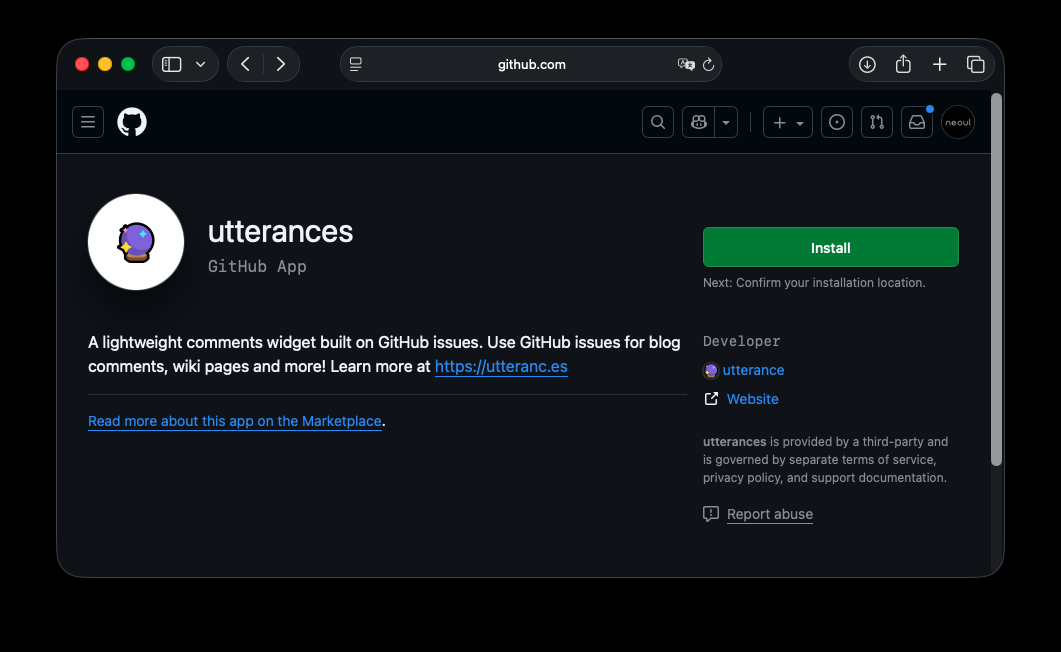 github.com
neoul
utterances
GitHub App
Install
Next: Confirm your installation location.
A lightweight comments widget built on GitHub issues. Use GitHub issues for blog
comments, wiki pages and more! Learn more at https://utteranc.es
Read more about this app on the Marketplace.
Developer
utterance
Website
utterances is provided by a third-party and
is governed by separate terms of service,
privacy policy, and support documentation.
Report abuse